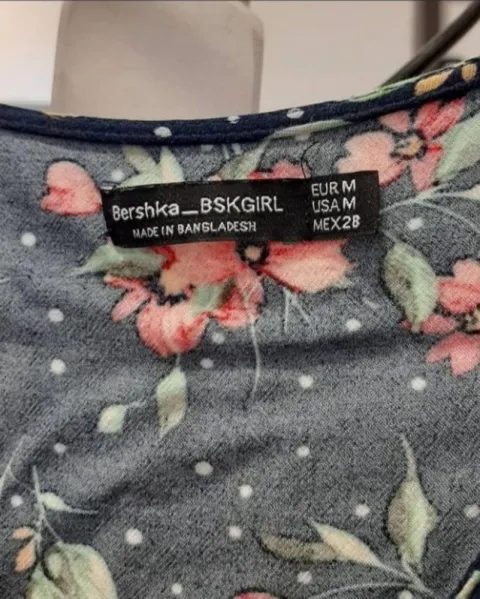 Bershka_BSKGIRL
MADE IN BANGLADESH
EUR M
USA M
MEX 28